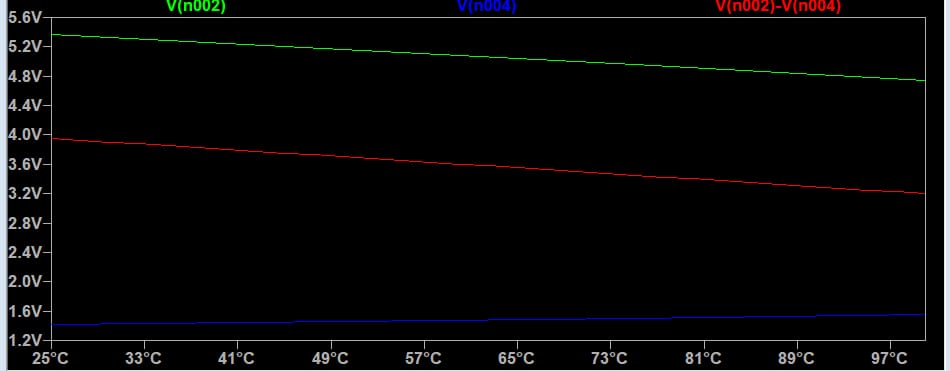 V(n002) V(n004) V(n002)-V(n004)
5.6V
5.2V
4.8V
4.4V
4.0V
3.6V
3.2V
2.8V
2.4V
2.0V
1.6V
1.2V
25°C 33°C 41°C 49°C 57°C 65°C 73°C 81°C 89°C 97°C